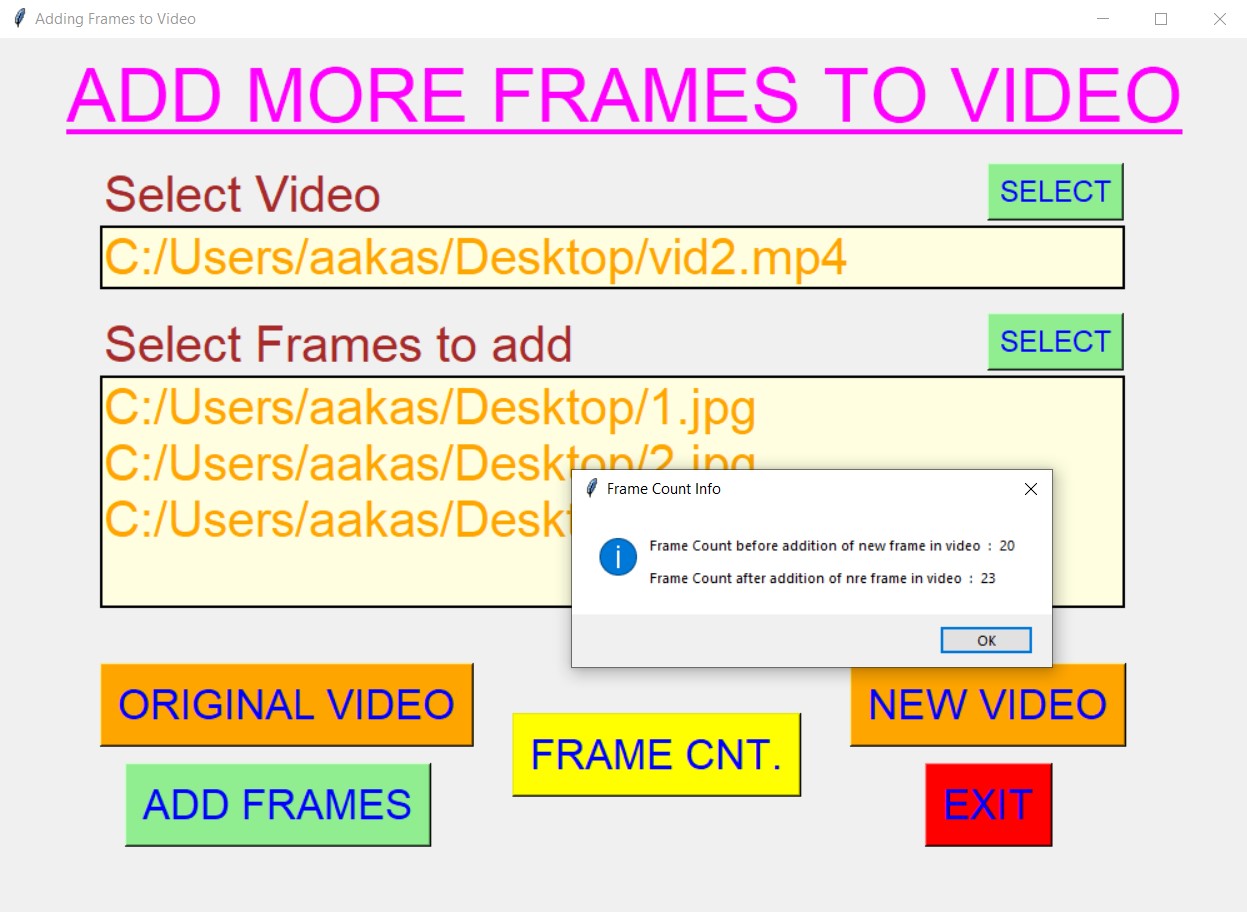 Adding Frames to Video
ADD MORE FRAMES TO VIDEO
Select Video
SELECT
C:/Users/aakas/Desktop/vid2.mp4
Select Frames to add
SELECT
C:/Users/aakas/Desktop/1.jpg
C:/Users/aakas/Desktop/2.jpg
C:/Users/aakas/Deskt
Frame Count Info
Frame Count before addition of new frame in video : 20
Frame Count after addition of nre frame in video : 23
OK
ORIGINAL VIDEO
NEW VIDEO
FRAME CNT.
ADD FRAMES
EXIT